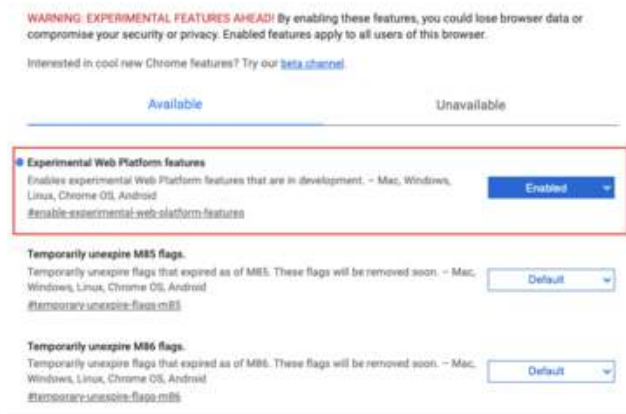 WARNING: EXPERIMENTAL FEATURES AHEAD! By enabling these features, you could lose browser data or
compromise your security or privacy. Enabled features apply to all users of this browser.
Interested in cool new Chrome features? Try our beta channel.
Available
Unavailable
Experimental Web Platform features
Enables experimental Web Platform features that are in development. – Mac, Windows,
Linux, Chrome OS, Android
#enable-experimental-web-platform-features
Enabled
Temporarily unexpire M85 flags.
Temporarily unexpire flags that expired as of M85. These flags will be removed soon. – Mac,
Windows, Linux, Chrome OS, Android
#temporary-unexpire-flags-m85
Default
Temporarily unexpire M86 flags.
Temporarily unexpire flags that expired as of M86. These flags will be removed soon. – Mac,
Windows, Linux, Chrome OS, Android
#temporary-unexpire-flags-m86
Default